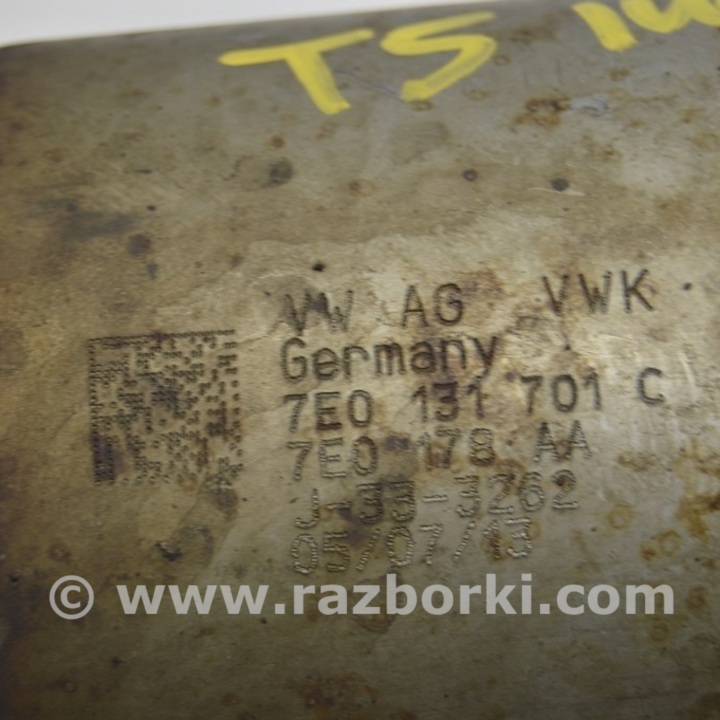 TS
VW AG VWK
Germany
7E0 131 701 C
7E0 178 AA
© www.razborki.com